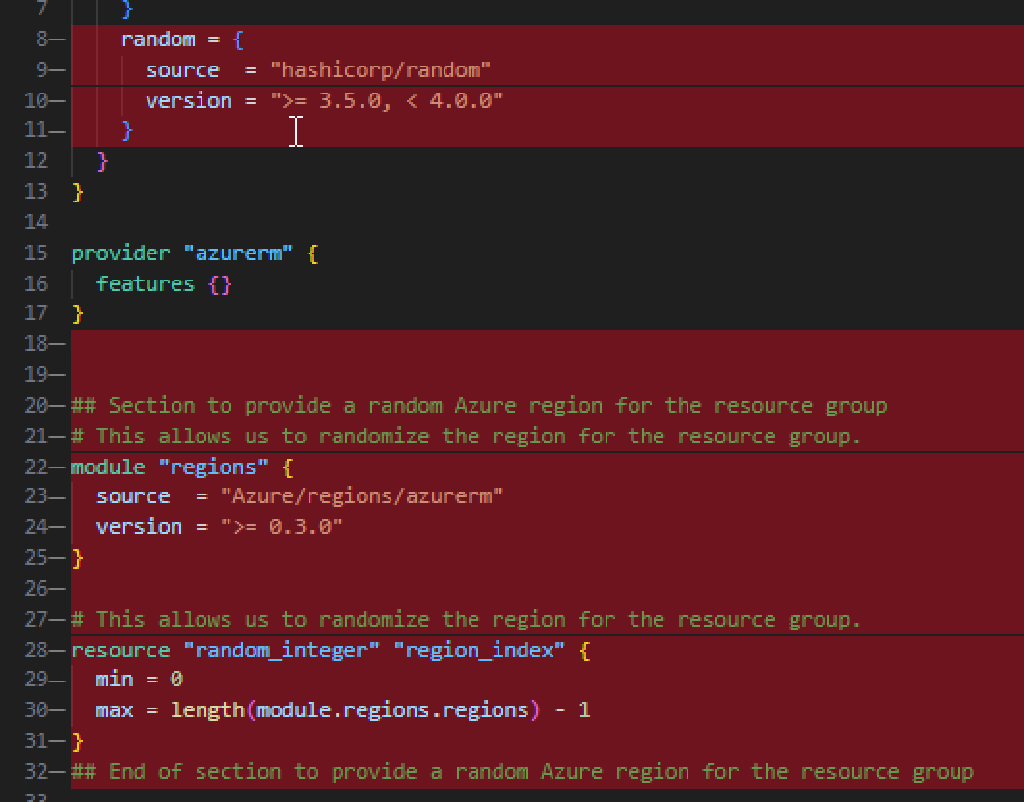 7      }
8—     random = {
9—       source  = "hashicorp/random"
10—       version = ">= 3.5.0, < 4.0.0"
11—     }
12   }
13 }
14
15 provider "azurerm" {
16   features {}
17 }
18—
19—
20— ## Section to provide a random Azure region for the resource group
21— # This allows us to randomize the region for the resource group.
22— module "regions" {
23—   source  = "Azure/regions/azurerm"
24—   version = ">= 0.3.0"
25— }
26—
27— # This allows us to randomize the region for the resource group.
28— resource "random_integer" "region_index" {
29—   min = 0
30—   max = length(module.regions.regions) - 1
31— }
32— ## End of section to provide a random Azure region for the resource group
33